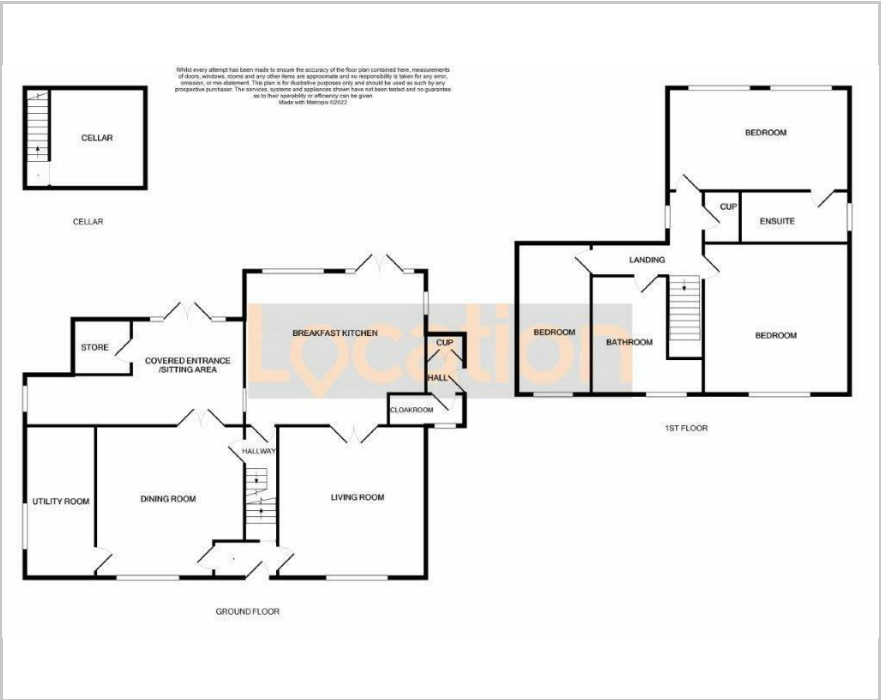 Whilst every attempt has been made to ensure the accuracy of the floor plan contained here, measurements
of doors, windows, rooms and any other items are approximate and no responsibility is taken for any error,
omission, or mis-statement. This plan is for illustrative purposes only and should be used as such by any
prospective purchaser. The services, systems and appliances shown have not been tested and no guarantee
as to their operability or efficiency can be given
Made with Metropix ©2022
CELLAR
CELLAR
BEDROOM
CUP
ENSUITE
LANDING
BEDROOM
BATHROOM
BEDROOM
1ST FLOOR
STORE
COVERED ENTRANCE
/SITTING AREA
BREAKFAST KITCHEN
CUP
HALL
CLOAKROOM
HALLWAY
UTILITY ROOM
DINING ROOM
LIVING ROOM
GROUND FLOOR
Location